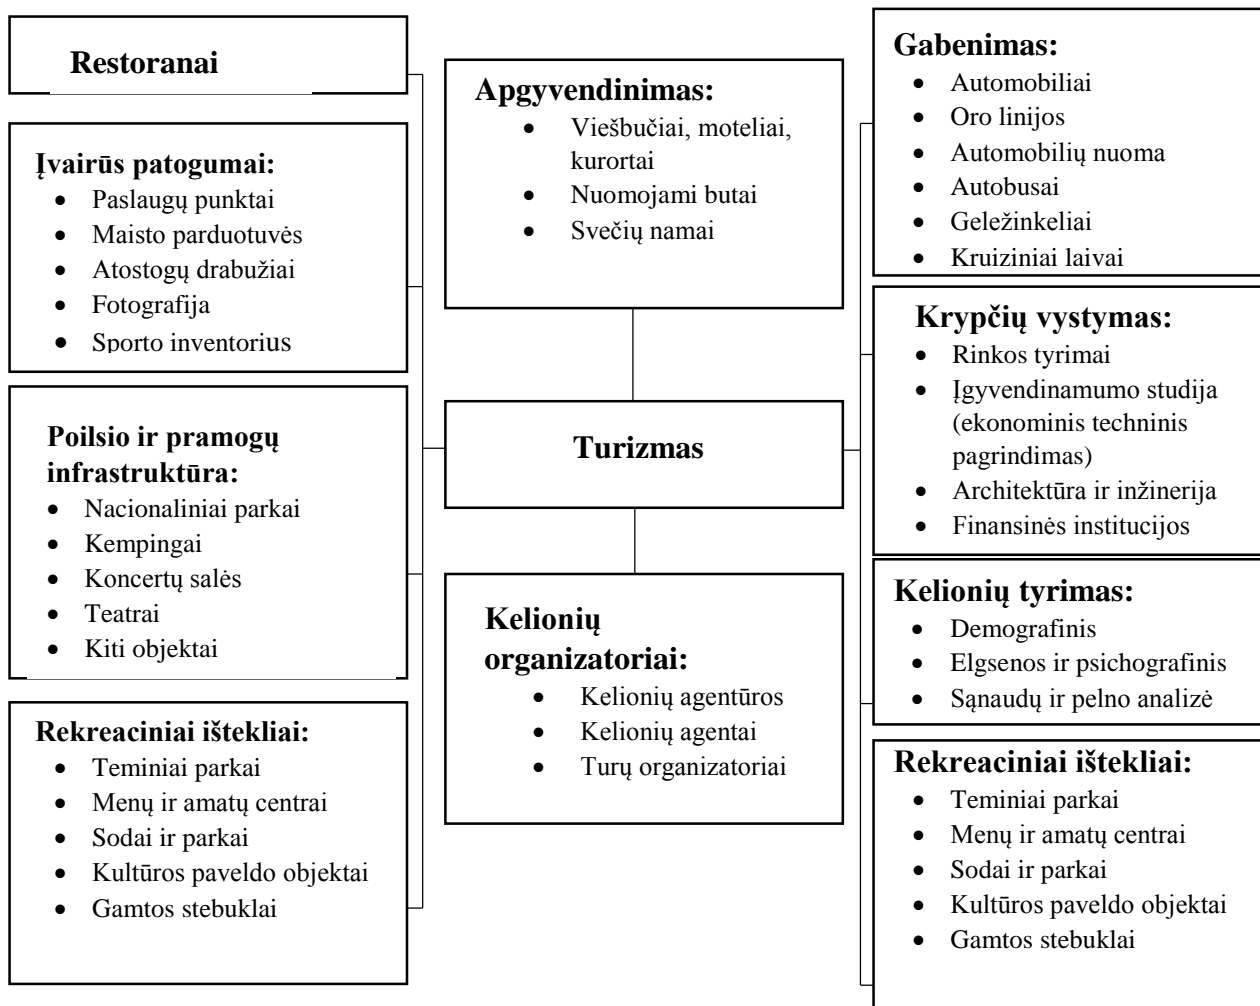 Restoranai
Įvairūs patogumai:
• Paslaugų punktai
• Maisto parduotuvės
• Atostogų drabužiai
• Fotografija
• Sporto inventorius
Poilsio ir pramogų
infrastruktūra:
• Nacionaliniai parkai
• Kempingai
• Koncertų salės
• Teatrai
• Kiti objektai
Rekreaciniai ištekliai:
• Teminiai parkai
• Menų ir amatų centrai
• Sodai ir parkai
• Kultūros paveldo objektai
• Gamtos stebuklai
Apgyvendinimas:
• Viešbučiai, moteliai,
kurortai
• Nuomojami butai
• Svečių namai
Turizmas
Kelionių
organizatoriai:
• Kelionių agentūros
• Kelionių agentai
• Turų organizatoriai
Gabenimas:
• Automobiliai
• Oro linijos
• Automobilių nuoma
• Autobusai
• Geležinkeliai
• Kruiziniai laivai
Krypčių vystymas:
• Rinkos tyrimai
• Įgyvendinamumo studija
(ekonominis techninis
pagrindimas)
• Architektūra ir inžinerija
• Finansinės institucijos
Kelionių tyrimas:
• Demografinis
• Elgsenos ir psichografinis
• Sąnaudų ir pelno analizė
Rekreaciniai ištekliai:
• Teminiai parkai
• Menų ir amatų centrai
• Sodai ir parkai
• Kultūros paveldo objektai
• Gamtos stebuklai